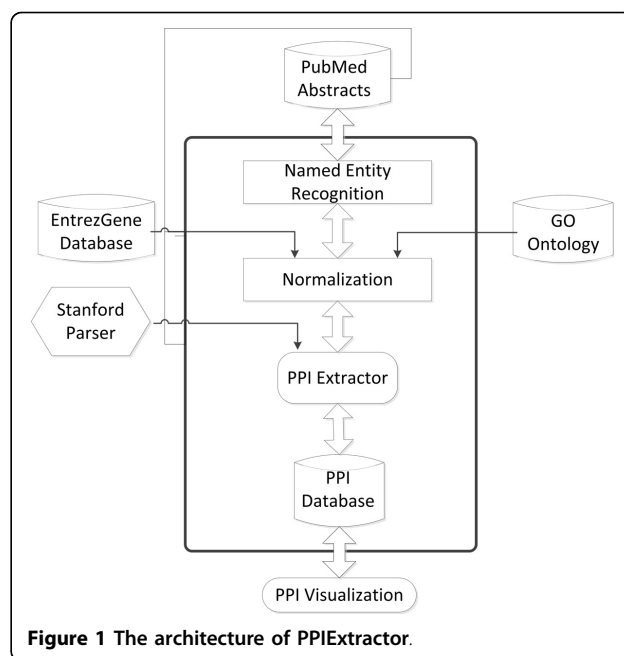 PubMed
Abstracts
Named Entity
Recognition
EntrezGene
Database
GO
Ontology
Normalization
Stanford
Parser
PPI Extractor
PPI
Database
PPI Visualization
Figure 1 The architecture of PPIExtractor.